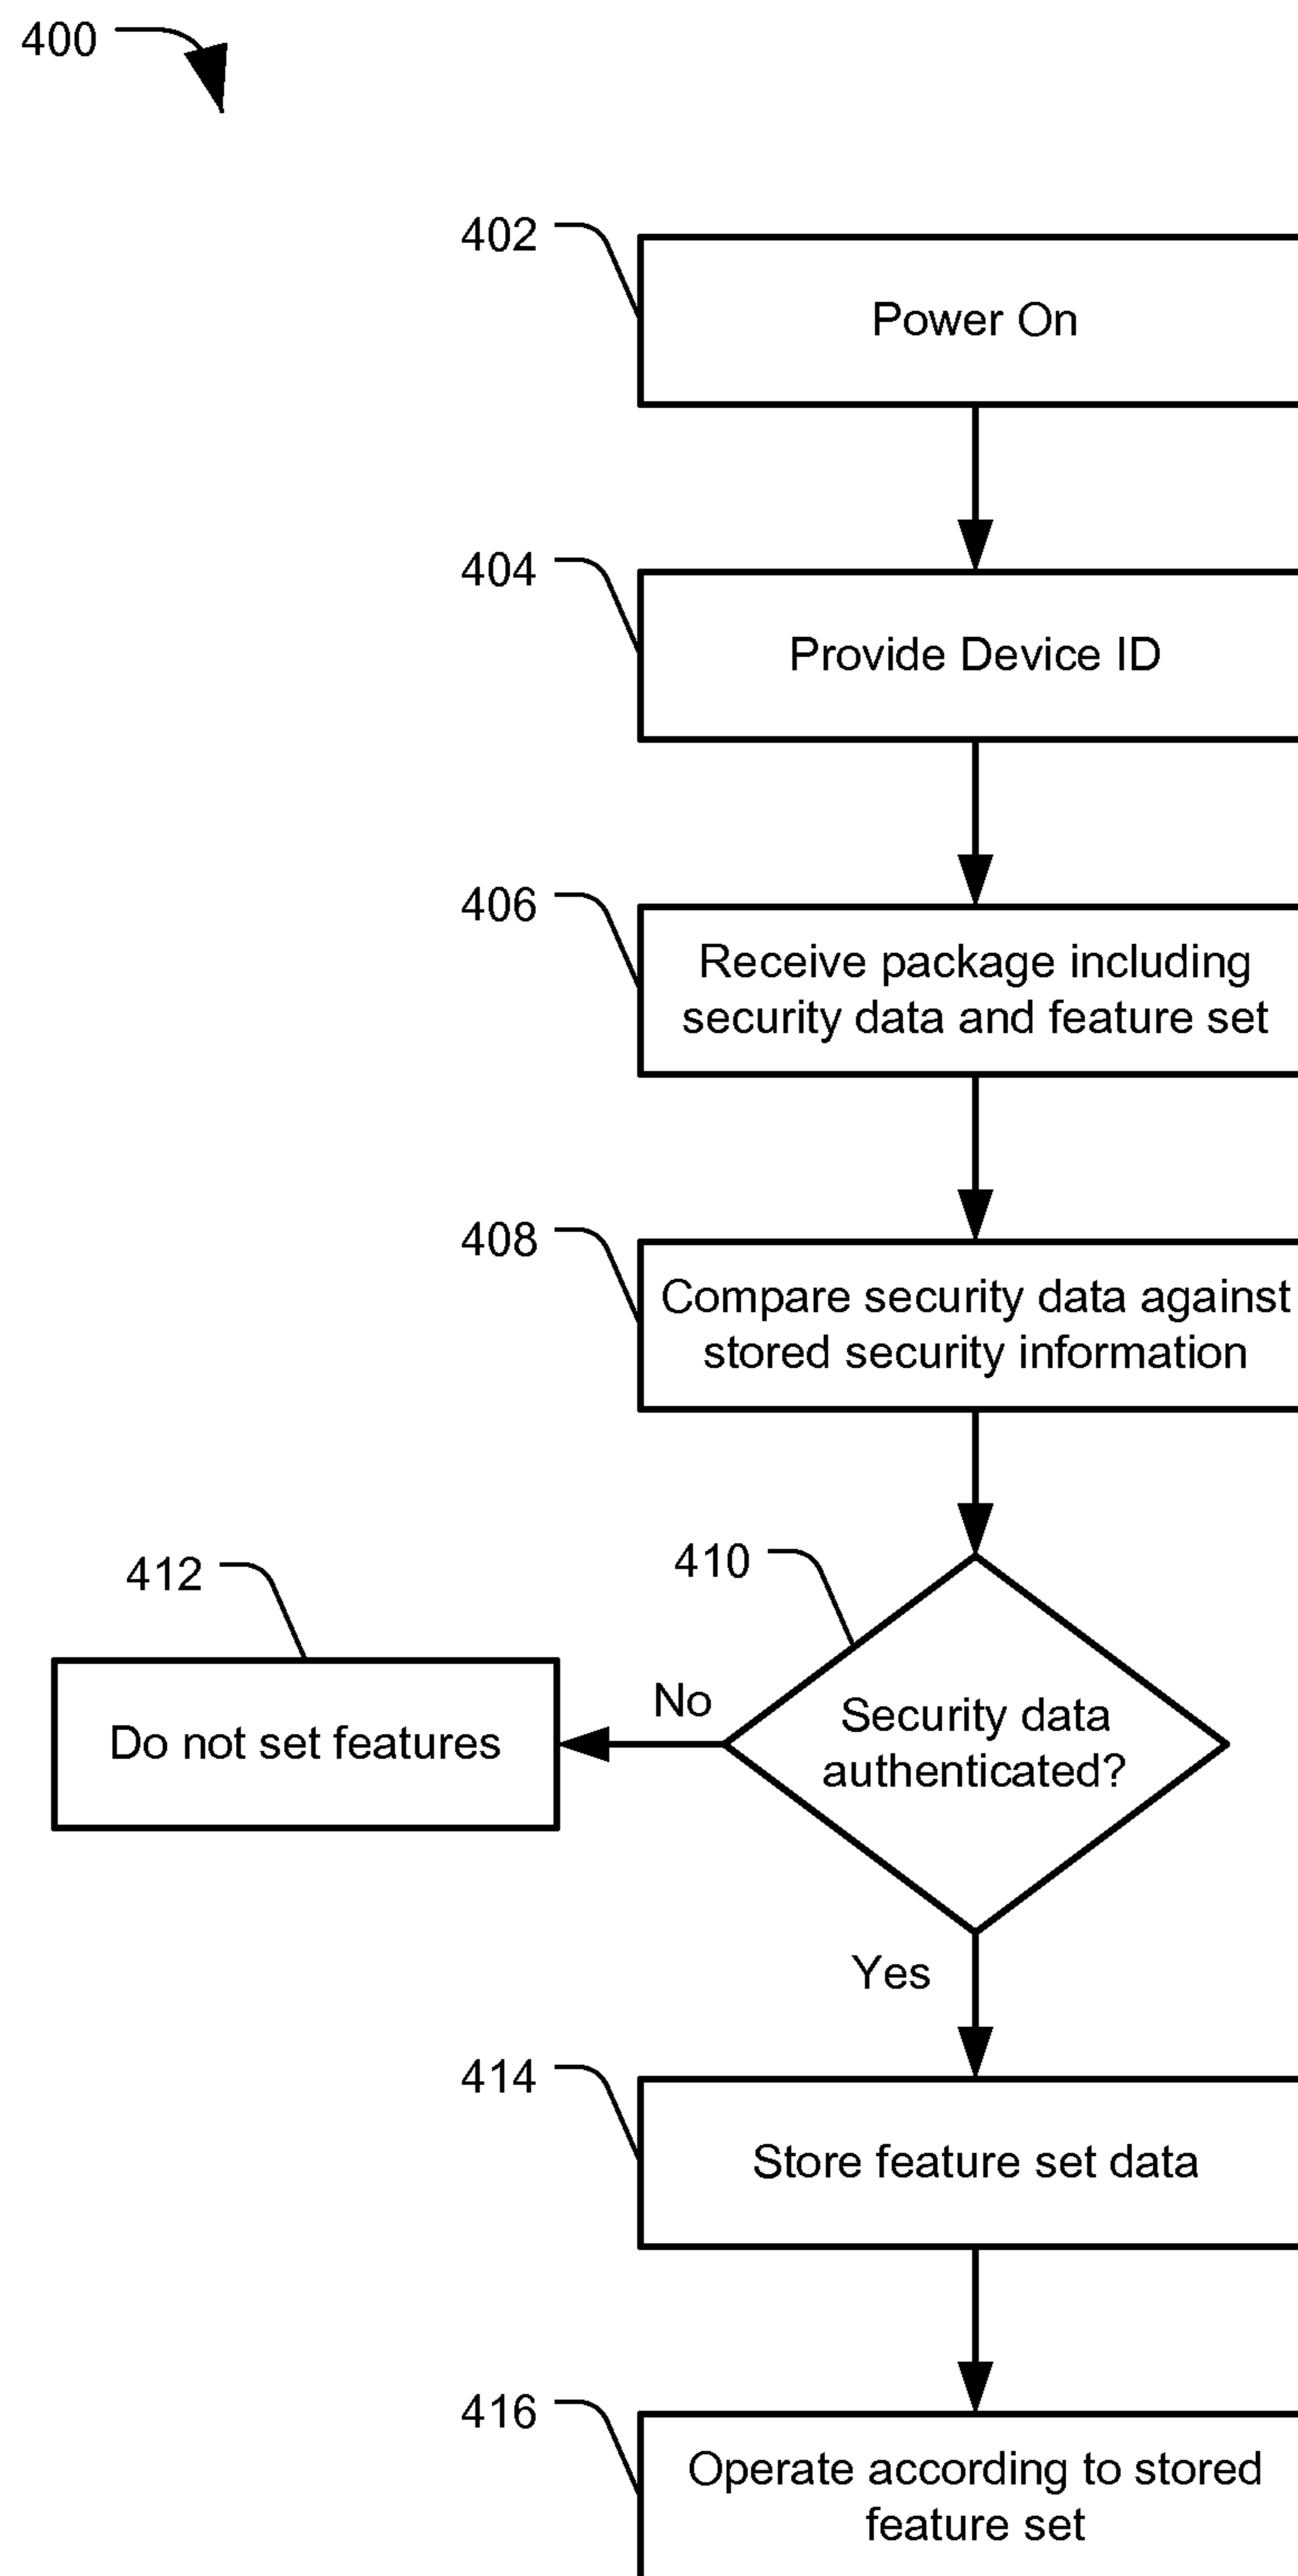 400
402
Power On
404
Provide Device ID
406
Receive package including
security data and feature set
408
Compare security data against
stored security information
410
Security data
authenticated?
No
412
Do not set features
Yes
414
Store feature set data
416
Operate according to stored
feature set